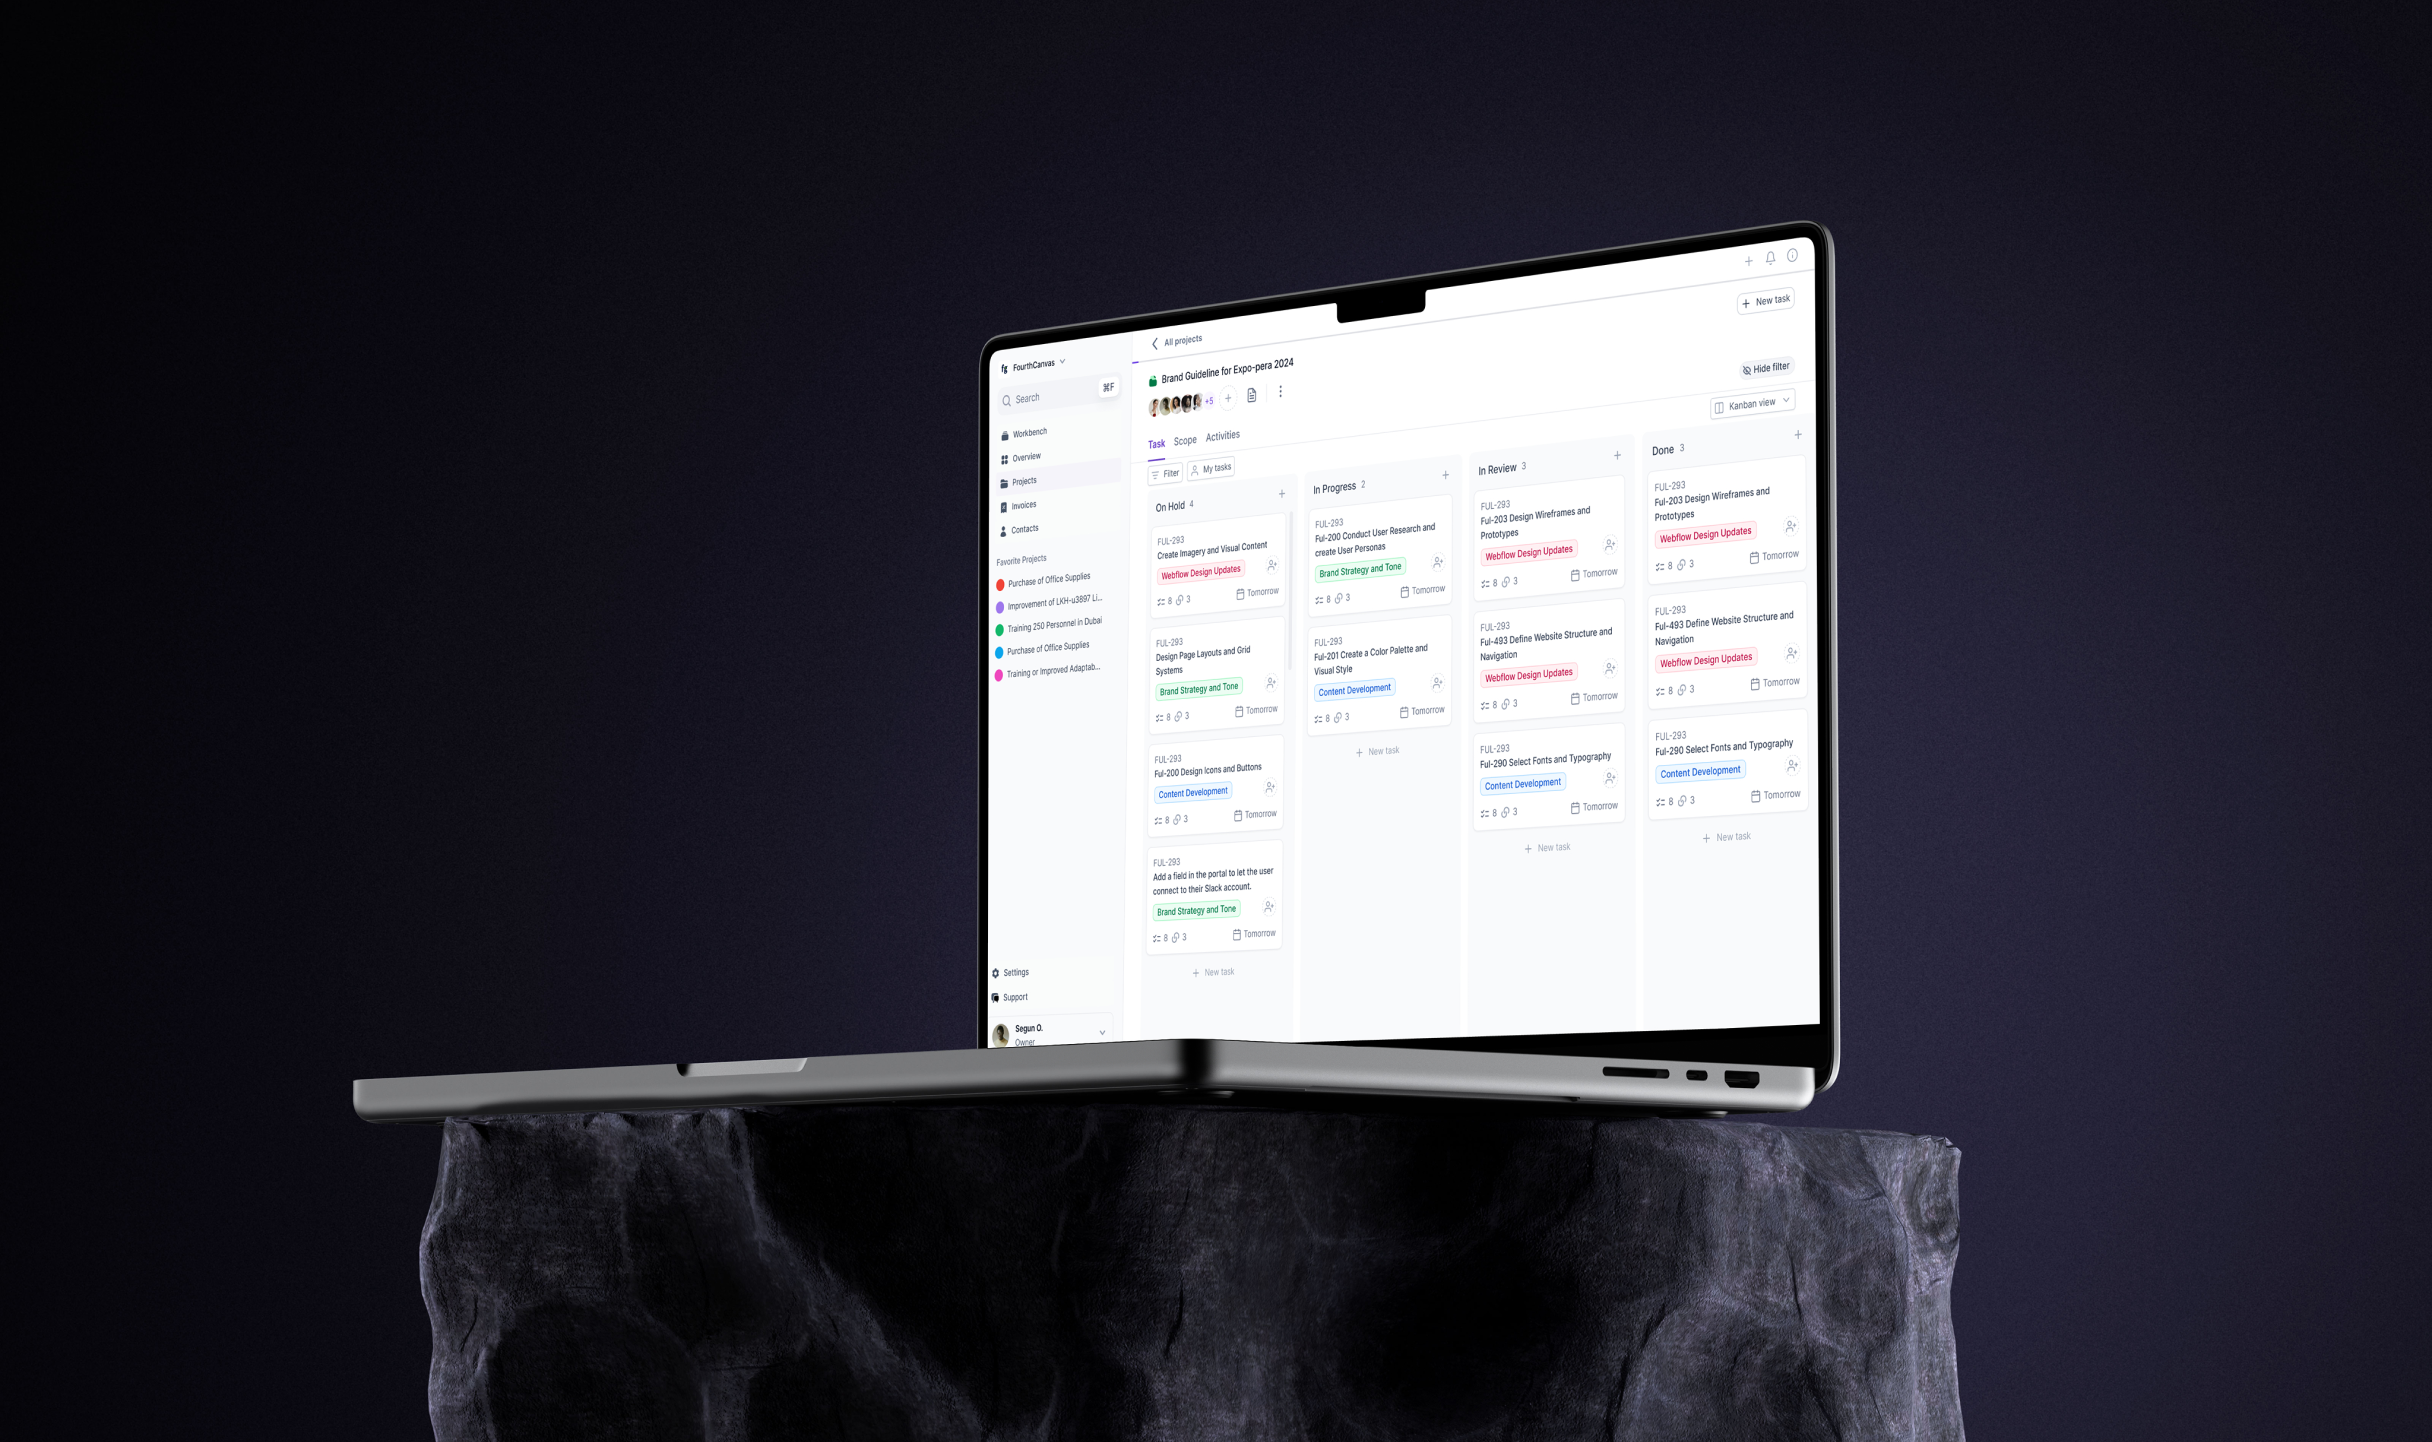 fg FourthCanvas
Search ⌘F
Workbench
Overview
Projects
Invoices
Contacts
Favorite Projects
Purchase of Office Supplies
Improvement of LKH-u3897 Li...
Training 250 Personnel in Dubai
Purchase of Office Supplies
Training or Improved Adaptab...
Settings
Support
Segun O.
Owner
All projects
New task
Brand Guideline for Expo-pera 2024
+5
Hide filter
Task Scope Activities
Kanban view
Filter My tasks
On Hold 4
FUL-293
Create Imagery and Visual Content
Webflow Design Updates
8 3 Tomorrow
FUL-293
Design Page Layouts and Grid
Systems
Brand Strategy and Tone
8 3 Tomorrow
FUL-293
Ful-200 Design Icons and Buttons
Content Development
8 3 Tomorrow
FUL-293
Add a field in the portal to let the user
connect to their Slack account.
Brand Strategy and Tone
8 3 Tomorrow
New task
In Progress 2
FUL-293
Ful-200 Conduct User Research and
create User Personas
Brand Strategy and Tone
8 3 Tomorrow
FUL-293
Ful-201 Create a Color Palette and
Visual Style
Content Development
8 3 Tomorrow
New task
In Review 3
FUL-293
Ful-203 Design Wireframes and
Prototypes
Webflow Design Updates
8 3 Tomorrow
FUL-293
Ful-493 Define Website Structure and
Navigation
Webflow Design Updates
8 3 Tomorrow
FUL-293
Ful-290 Select Fonts and Typography
Content Development
8 3 Tomorrow
New task
Done 3
FUL-293
Ful-203 Design Wireframes and
Prototypes
Webflow Design Updates
8 3 Tomorrow
FUL-293
Ful-493 Define Website Structure and
Navigation
Webflow Design Updates
8 3 Tomorrow
FUL-293
Ful-290 Select Fonts and Typography
Content Development
8 3 Tomorrow
New task